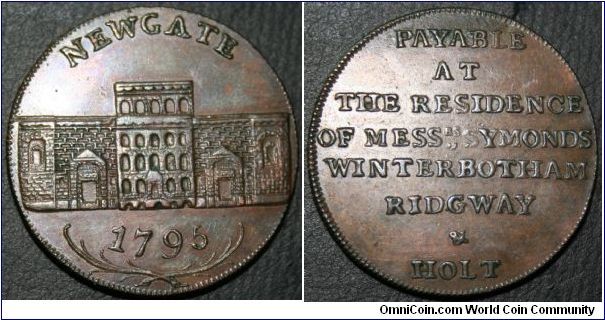 NEWGATE
1795
PAYABLE
AT
THE RESIDENCE
OF MESSRS SYMONDS
WINTERBOTHAM
RIDGWAY
&
HOLT
OmniCoin.com World Coin Community